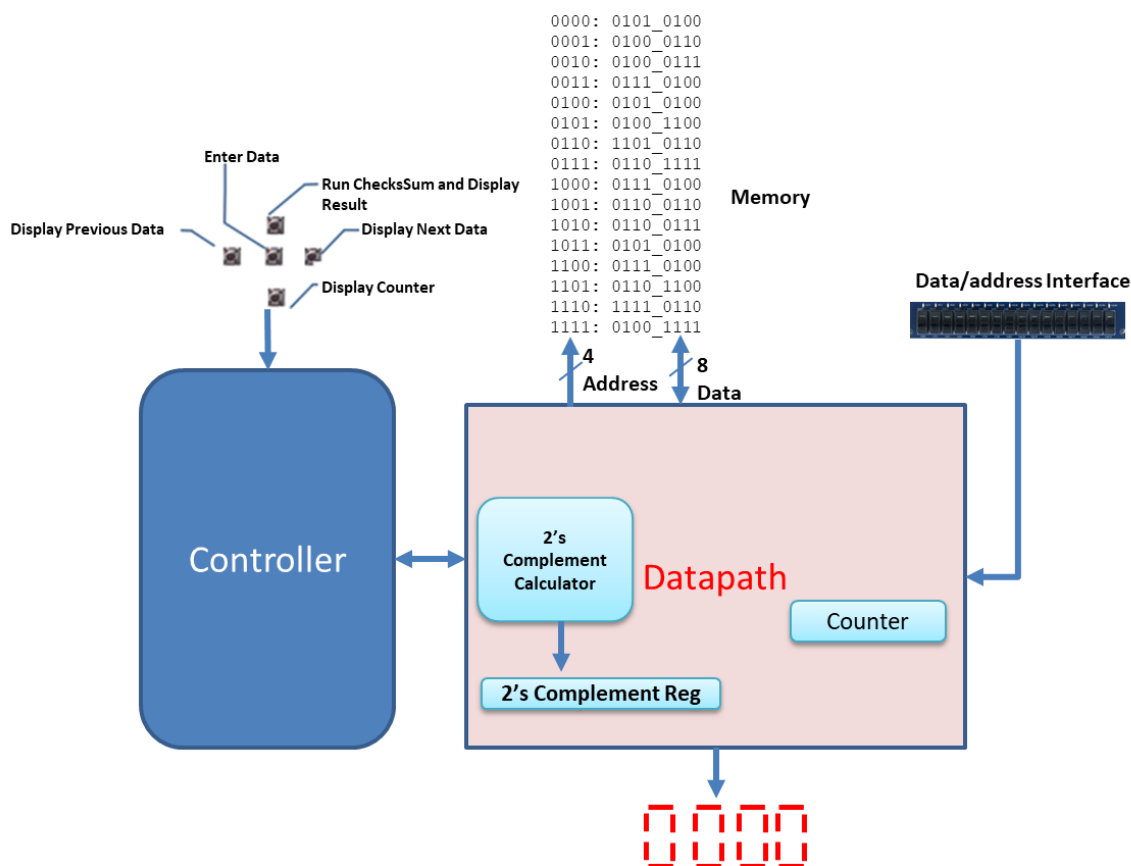 0000: 0101_0100
0001: 0100_0110
0010: 0100_0111
0011: 0111_0100
0100: 0101_0100
0101: 0100_1100
0110: 1101_0110
0111: 0110_1111
1000: 0111_0100
1001: 0110_0110
1010: 0110_0111
1011: 0101_0100
1100: 0111_0100
1101: 0110_1100
1110: 1111_0110
1111: 0100_1111
Memory
Enter Data
Run ChecksSum and Display
Result
Display Previous Data
Display Next Data
Display Counter
Data/address Interface
4
Address
8
Data
Controller
2's
Complement
Calculator
Datapath
Counter
2's Complement Reg